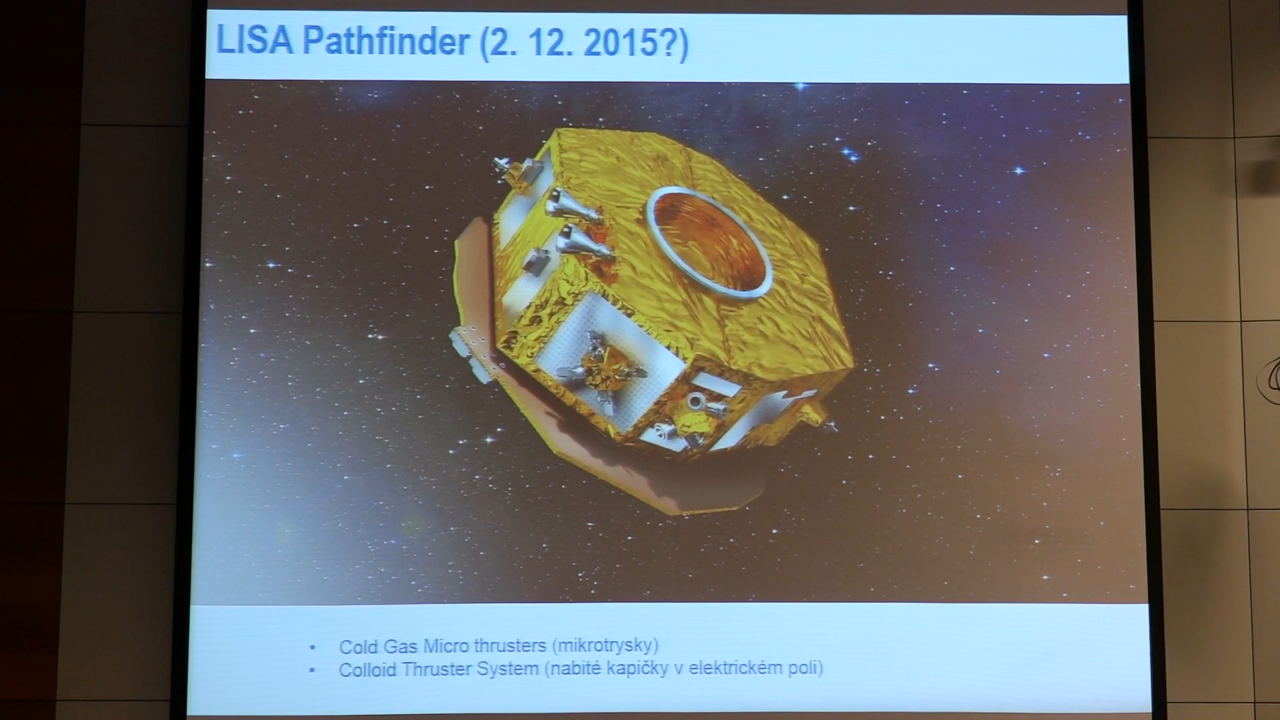 LISA Pathfinder (2. 12. 2015?)
• Cold Gas Micro thrusters (mikrotrysky)
• Colloid Thruster System (nabité kapičky v elektrickém poli)